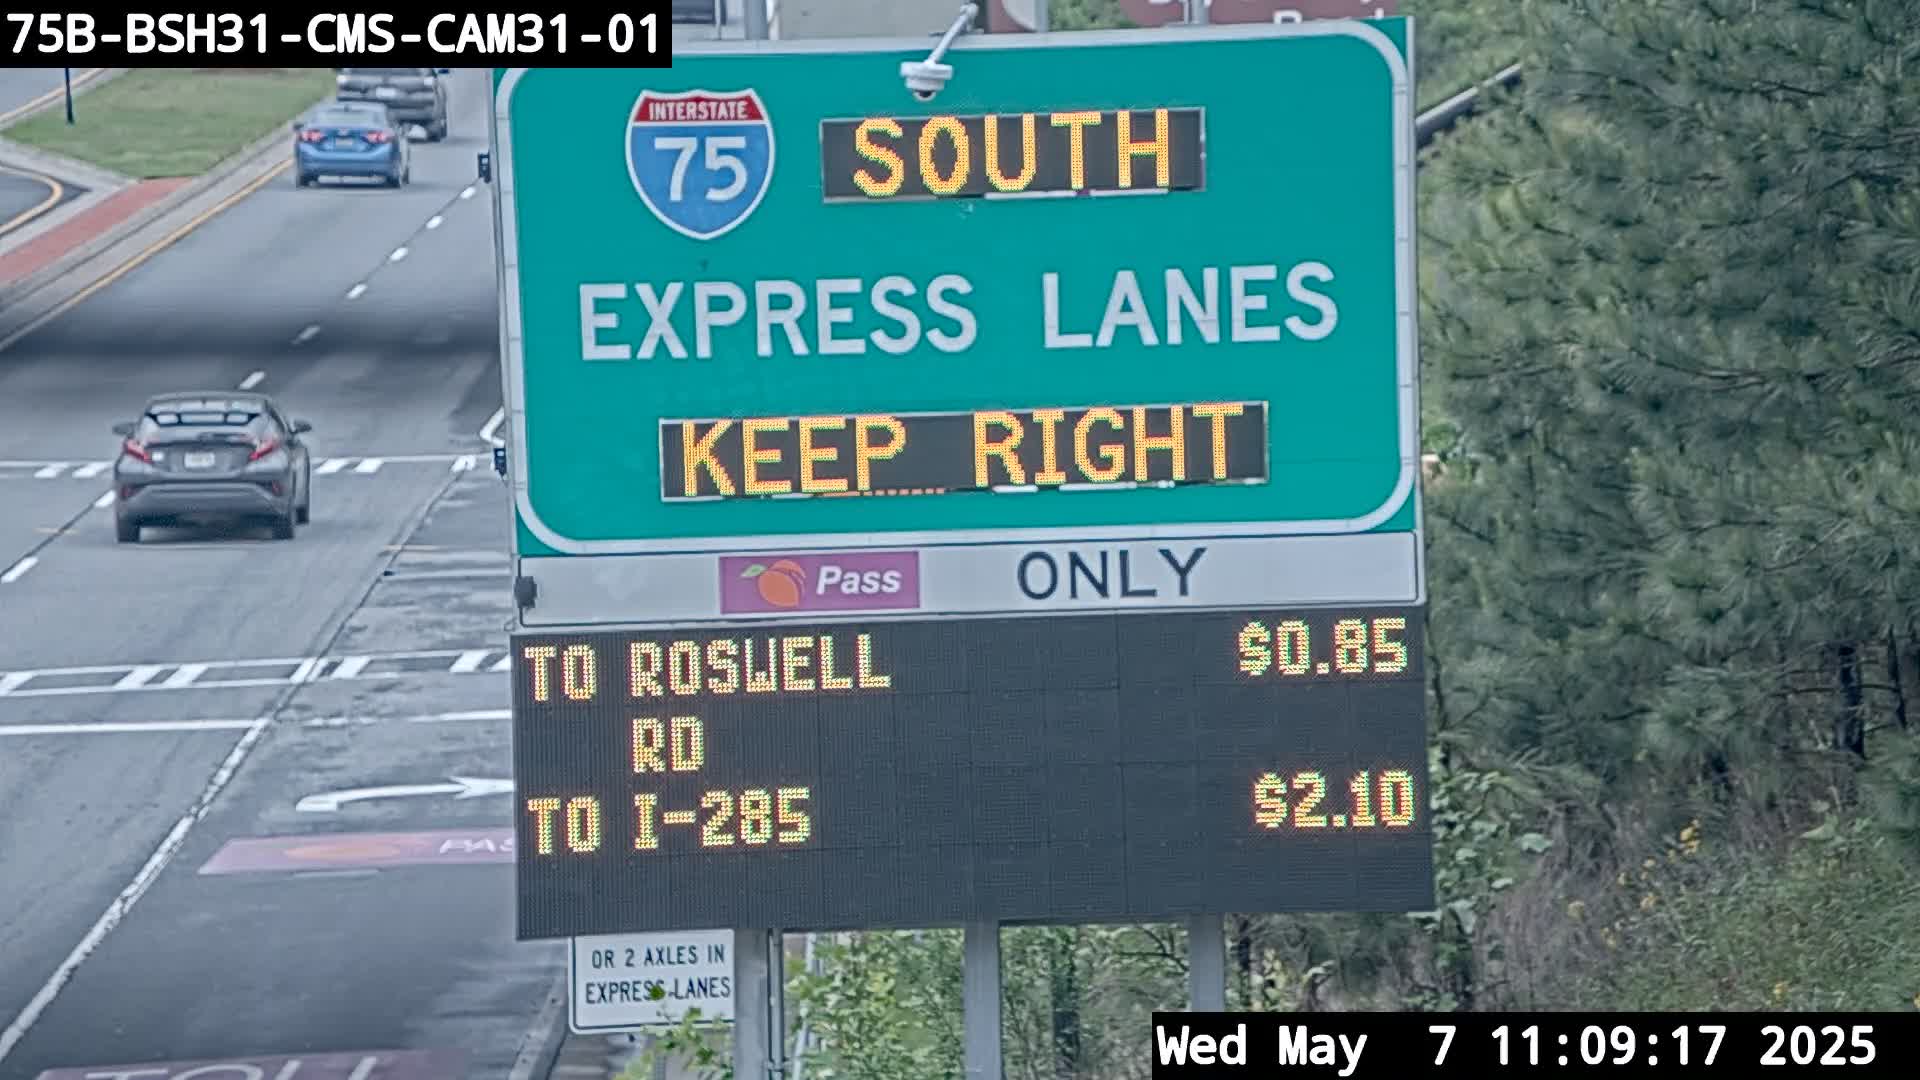 75B-BSH31-CMS-CAM31-01
INTERSTATE
75
SOUTH
EXPRESS LANES
KEEP RIGHT
Pass ONLY
TO ROSWELL $0.85
RD
TO I-285 $2.10
OR 2 AXLES IN
EXPRESS LANES
TOLL
Wed May 7 11:09:17 2025